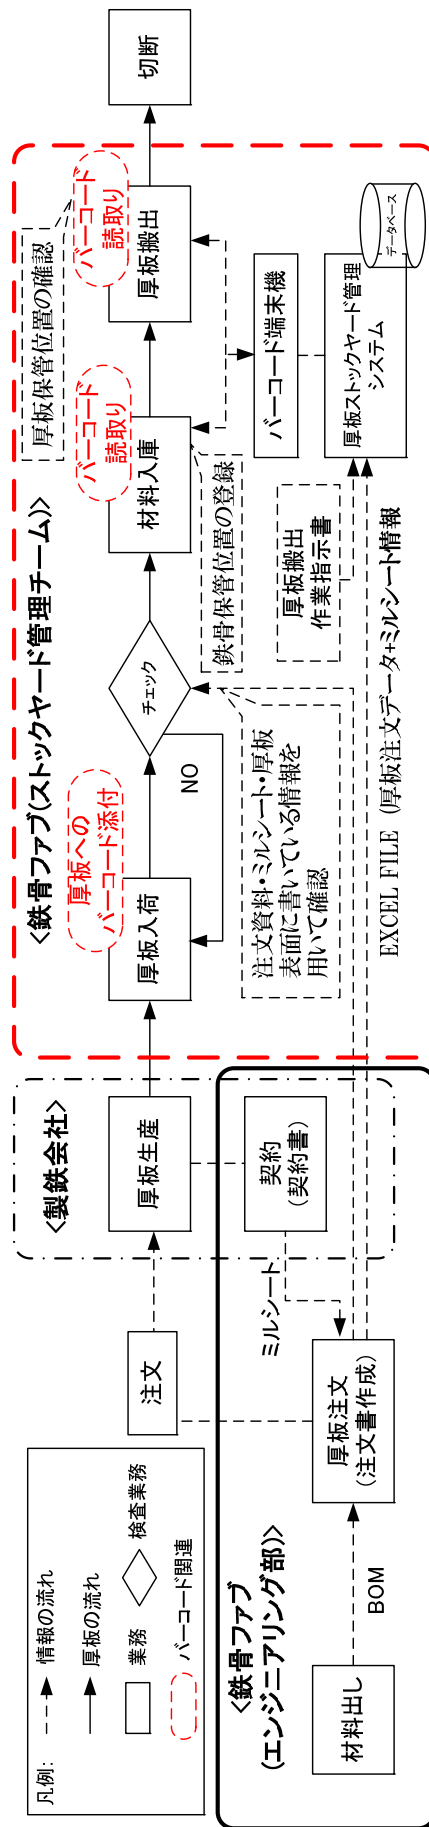 凡例:
情報の流れ
厚板の流れ
業務
検査業務
バーコード関連
<鉄骨ファブ
(エンジニアリング部)>
材料出し
BOM
厚板注文
(注文書作成)
注文
ミルシート
<製鉄会社>
厚板生産
契約
(契約書)
<鉄骨ファブ(ストックヤード管理チーム)>
厚板への
バーコード添付
厚板入荷
NO
チェック
注文資料・ミルシート・厚板
表面に書いている情報を
用いて確認
バーコード
読取り
材料入庫
鉄骨保管位置の登録
厚板保管位置の確認
バーコード
読取り
厚板搬出
切断
バーコード端末機
厚板搬出
作業指示書
厚板ストックヤード管理
システム
データベース
EXCEL FILE (厚板注文データ+ミルシート情報